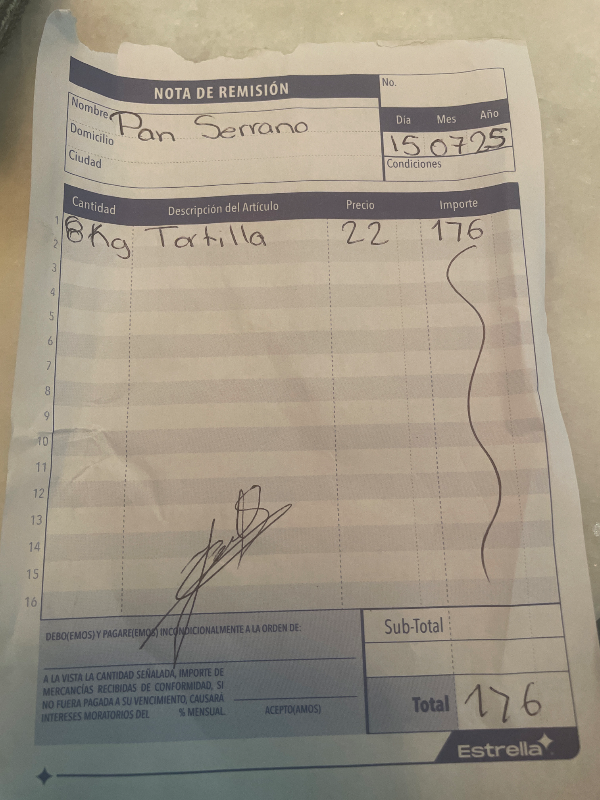 NOTA DE REMISIÓN
No.
Nombre Pan Serrano
Domicilio
Ciudad
Dia Mes Año
15 07 25
Condiciones
Cantidad Descripción del Artículo Precio Importe
1
2 8Kg Tortilla 22 176
3
4
5
6
7
8
9
10
11
12
13
14
15
16
DEBO(EMOS) Y PAGARE(EMOS) INCONDICIONALMENTE A LA ORDEN DE:
A LA VISTA LA CANTIDAD SEÑALADA, IMPORTE DE
MERCANCÍAS RECIBIDAS DE CONFORMIDAD, SI
NO FUERA PAGADA A SU VENCIMIENTO, CAUSARÁ
INTERESES MORATORIOS DEL % MENSUAL. ACEPTO(AMOS)
Sub-Total
Total 176
Estrella